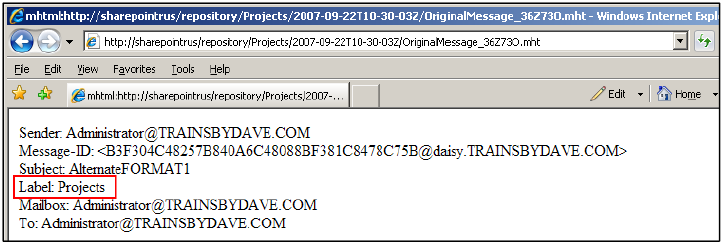 mhtml:http://sharepointrus/repository/Projects/2007-09-22T10-30-03Z/OriginalMessage_36Z73O.mht - Windows Internet Explo
http://sharepointrus/repository/Projects/2007-09-22T10-30-03Z/OriginalMessage_36Z73O.mht
File Edit View Favorites Tools Help
mhtml:http://sharepointrus/repository/Projects/2007-... Edit Home
Sender: Administrator@TRAINSBYDAVE.COM
Message-ID: <B3F304C48257B840A6C48088BF381C8478C75B@daisy.TRAINSBYDAVE.COM>
Subject: AlternateFORMAT1
Label: Projects
Mailbox: Administrator@TRAINSBYDAVE.COM
To: Administrator@TRAINSBYDAVE.COM